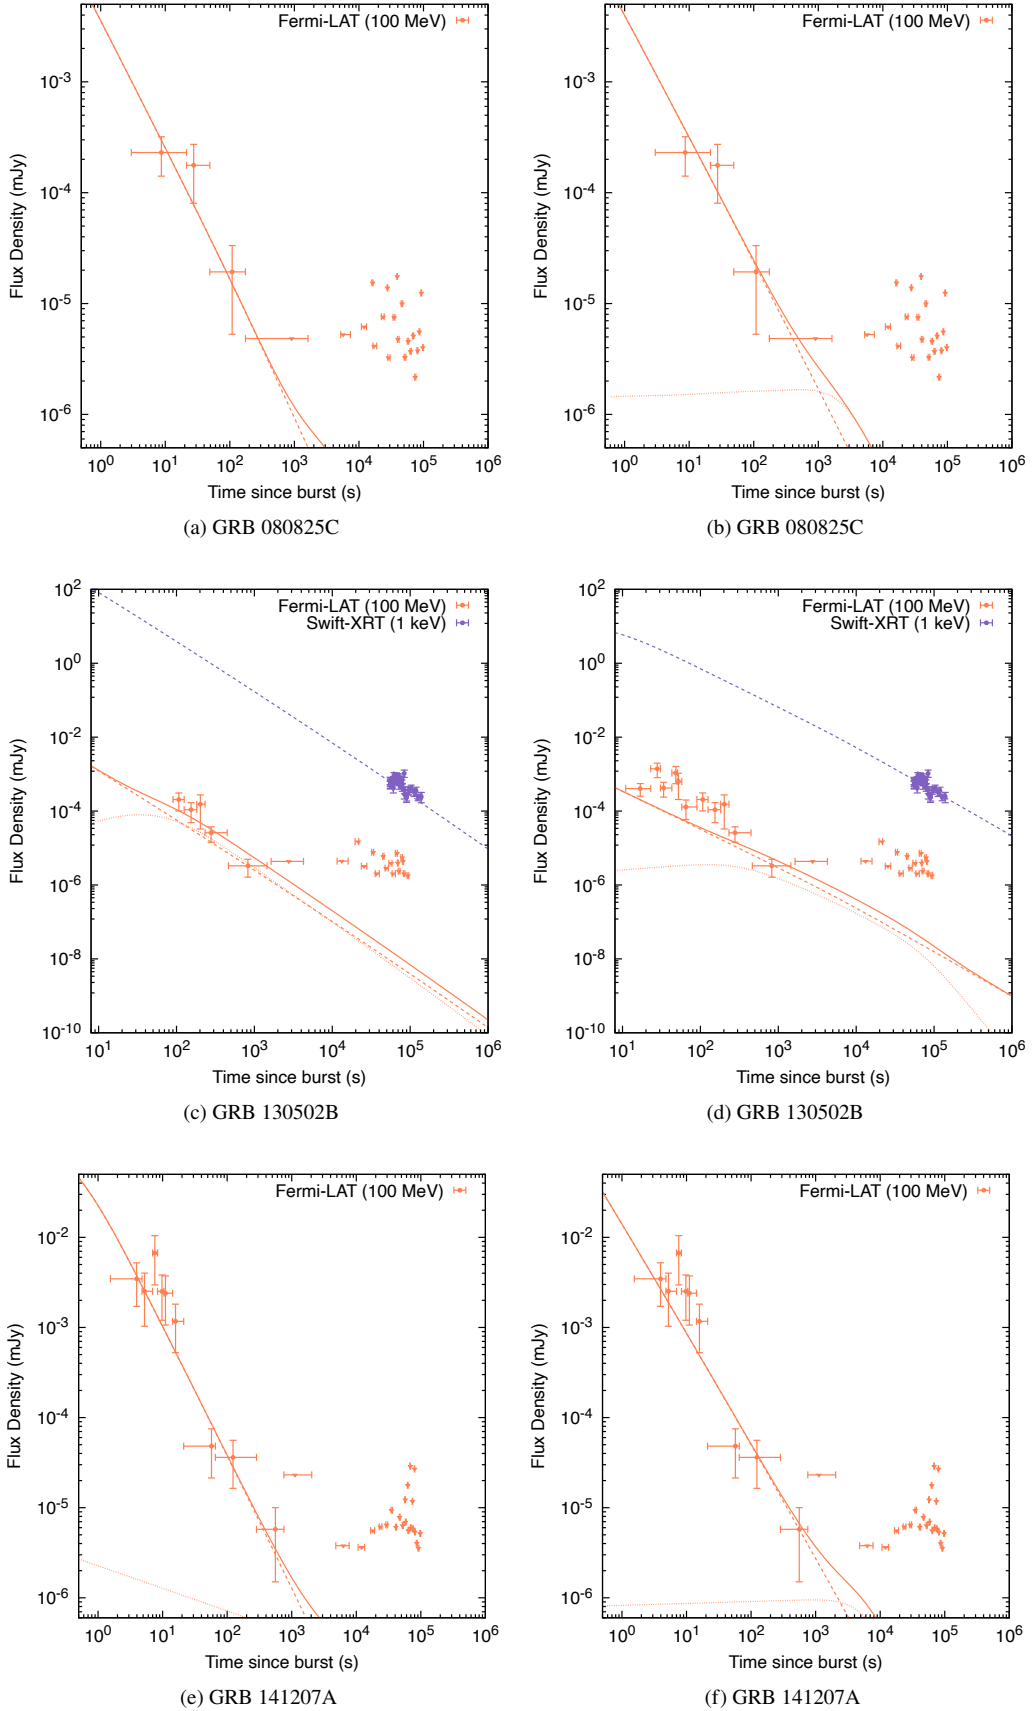 Fermi-LAT (100 MeV)
Flux Density (mJy)
10^-3
10^-4
10^-5
10^-6
10^0 10^1 10^2 10^3 10^4 10^5 10^6
Time since burst (s)
(a) GRB 080825C
Fermi-LAT (100 MeV)
Flux Density (mJy)
10^-3
10^-4
10^-5
10^-6
10^0 10^1 10^2 10^3 10^4 10^5 10^6
Time since burst (s)
(b) GRB 080825C
Fermi-LAT (100 MeV)
Swift-XRT (1 keV)
Flux Density (mJy)
10^2
10^0
10^-2
10^-4
10^-6
10^-8
10^-10
10^1 10^2 10^3 10^4 10^5 10^6
Time since burst (s)
(c) GRB 130502B
Fermi-LAT (100 MeV)
Swift-XRT (1 keV)
Flux Density (mJy)
10^2
10^0
10^-2
10^-4
10^-6
10^-8
10^-10
10^1 10^2 10^3 10^4 10^5 10^6
Time since burst (s)
(d) GRB 130502B
Fermi-LAT (100 MeV)
Flux Density (mJy)
10^-2
10^-3
10^-4
10^-5
10^-6
10^0 10^1 10^2 10^3 10^4 10^5 10^6
Time since burst (s)
(e) GRB 141207A
Fermi-LAT (100 MeV)
Flux Density (mJy)
10^-2
10^-3
10^-4
10^-5
10^-6
10^0 10^1 10^2 10^3 10^4 10^5 10^6
Time since burst (s)
(f) GRB 141207A